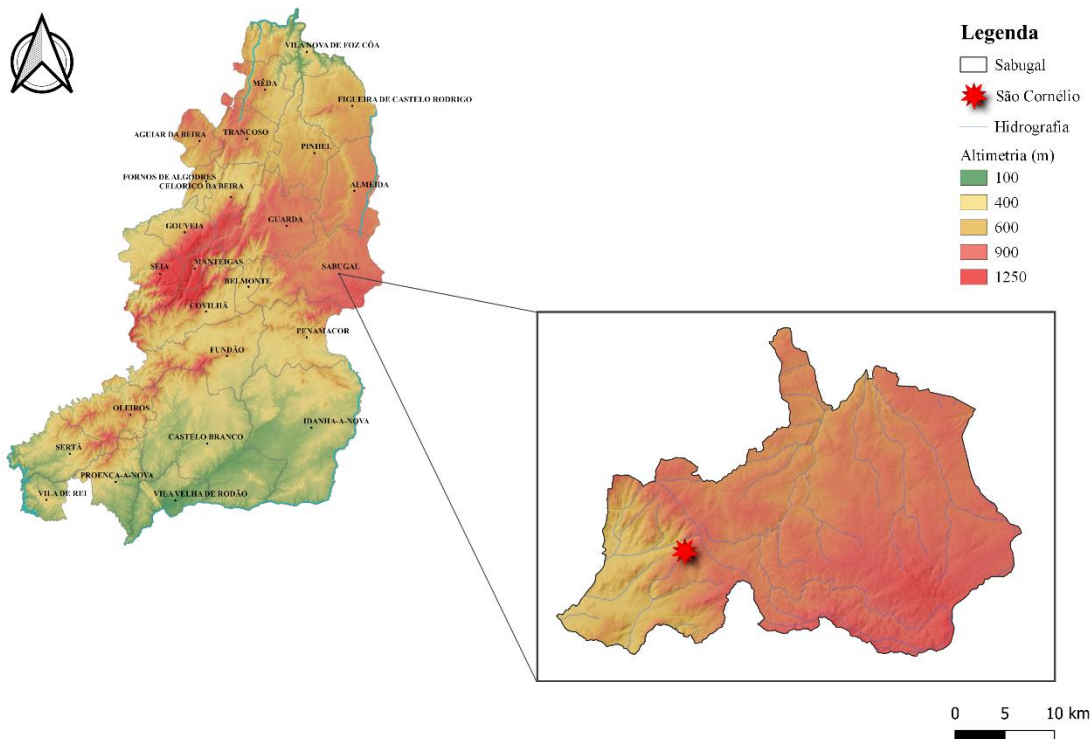 VILA NOVA DE FOZ CÔA
MÊDA
FIGUEIRA DE CASTELO RODRIGO
AGUIAR DA BEIRA
TRANCOSO
PINHEL
FORNOS DE ALGODRES
CELORICO DA BEIRA
ALMEIDA
GOUVEIA
GUARDA
SEIA
MANTEIGAS
SABUGAL
BELMONTE
COVILHÃ
PENAMACOR
FUNDÃO
OLEIROS
IDANHA-A-NOVA
CASTELO BRANCO
SERTÃ
PROENÇA-A-NOVA
VILA DE REI
VILA VELHA DE RODÃO
Legenda
Sabugal
São Cornélio
Hidrografia
Altimetria (m)
100
400
600
900
1250
0 5 10 km